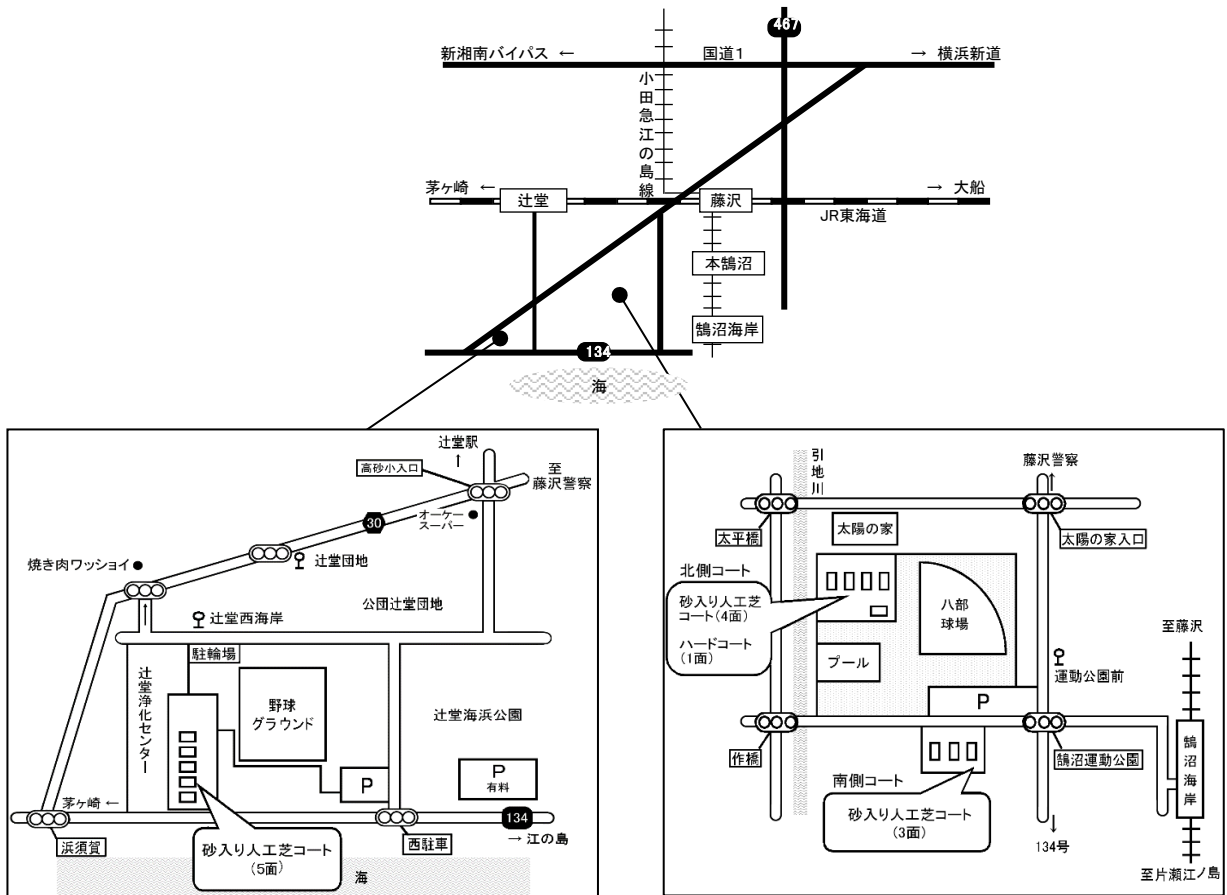 467
新湘南バイパス ←
国道1
→ 横浜新道
小田急江の島線
茅ヶ崎 ←
辻堂
藤沢
→ 大船
JR東海道
本鵠沼
鵠沼海岸
134
海
辻堂駅
↑
高砂小入口
至
藤沢警察
オーケー
スーパー
30
焼き肉ワッショイ
辻堂団地
公団辻堂団地
辻堂西海岸
駐輪場
辻堂浄化センター
野球
グラウンド
辻堂海浜公園
P
P
有料
茅ヶ崎 ←
134
→ 江の島
浜須賀
砂入り人工芝コート
(5面)
西駐車
海
引地川
藤沢警察
↑
太平橋
太陽の家
太陽の家入口
北側コート
砂入り人工芝
コート(4面)
ハードコート
(1面)
八部
球場
プール
運動公園前
至藤沢
P
作橋
鵠沼運動公園
鵠沼海岸
南側コート
砂入り人工芝コート
(3面)
↓
134号
至片瀬江ノ島